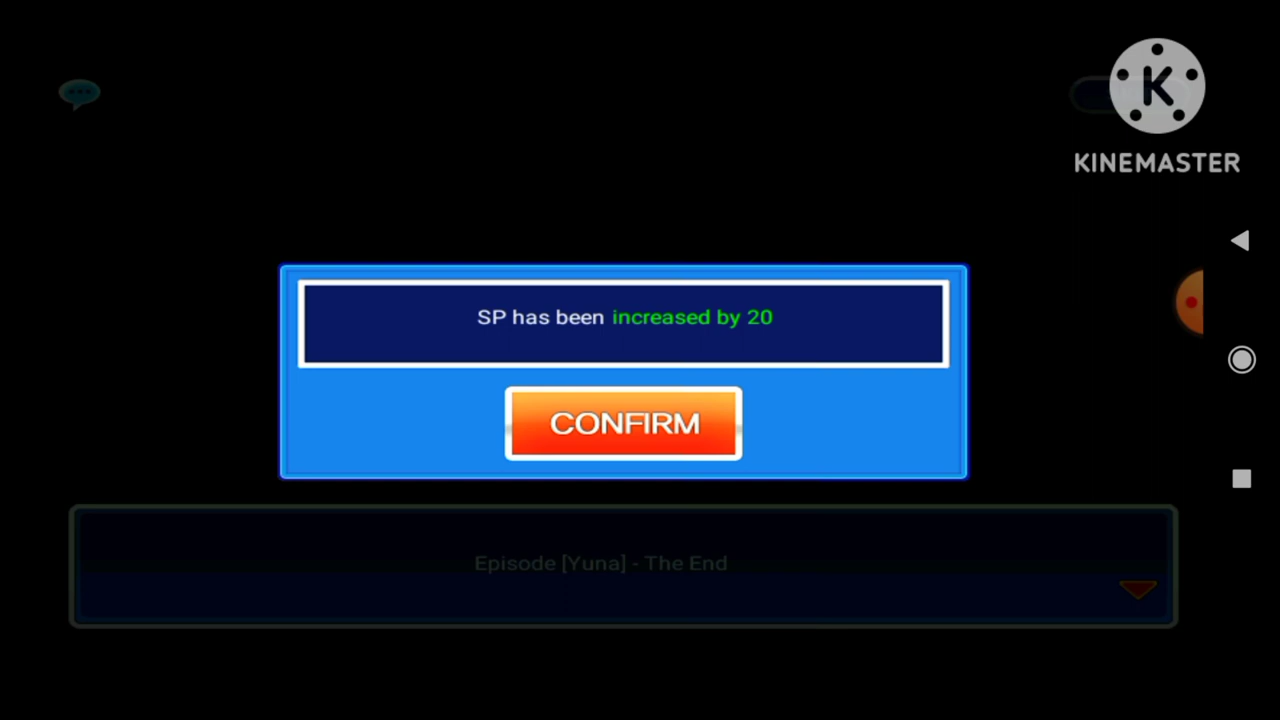 K
KINEMASTER
SP has been increased by 20
CONFIRM
Episode [Yuna] - The End